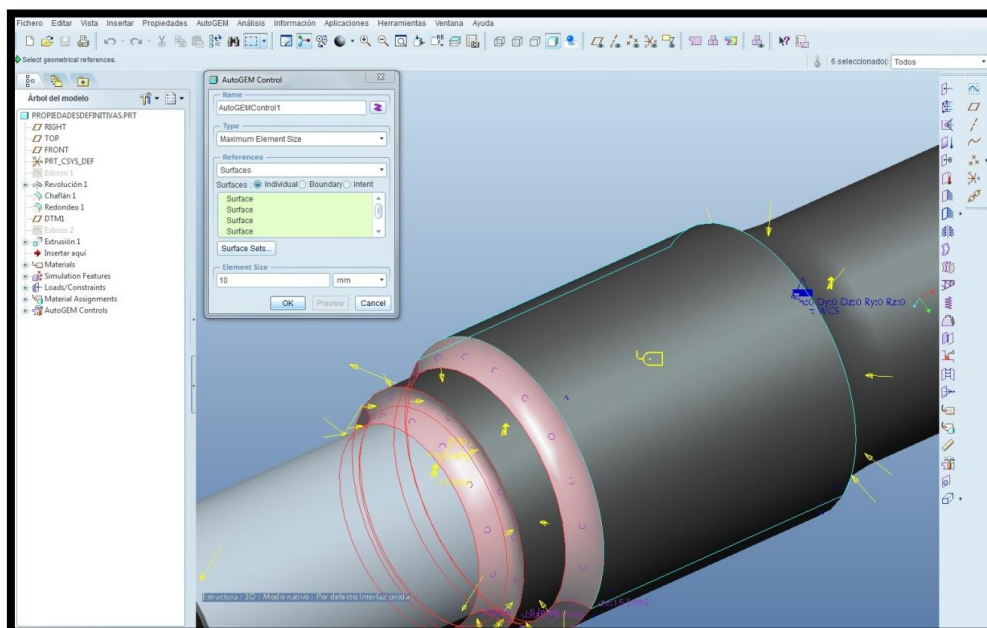 Fichero Editar Vista Insertar Propiedades AutoGEM Análisis Información Aplicaciones Herramientas Ventana Ayuda
Select geometrical references.
6 seleccionado(: Todos
Árbol del modelo
PROPIEDADESDEFINITIVAS.PRT
RIGHT
TOP
FRONT
PRT_CSYS_DEF
Esbozo 1
Revolución 1
Chaflán 1
Redondeo 1
DTM1
Esbozo 2
Extrusión 1
Insertar aquí
Materials
Simulation Features
Loads/Constraints
Material Assignments
AutoGEM Controls
AutoGEM Control
Name
AutoGEMControl1
Type
Maximum Element Size
References
Surfaces
Surfaces : Individual Boundary Intent
Surface
Surface
Surface
Surface
Surface Sets...
Element Size
10 mm
OK Preview Cancel
Dy:0 Dz:0 Ry:0 Rz:0
WCS
Estructura : 3D : Modo nativo : Por defecto Interfaz unida